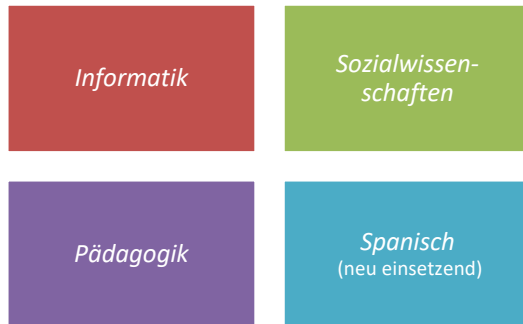 Informatik
Sozialwissen-
schaften
Pädagogik
Spanisch
(neu einsetzend)